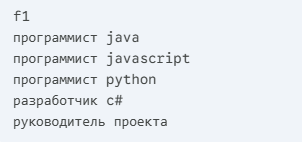 f1
программист java
программист javascript
программист python
разработчик c#
руководитель проекта